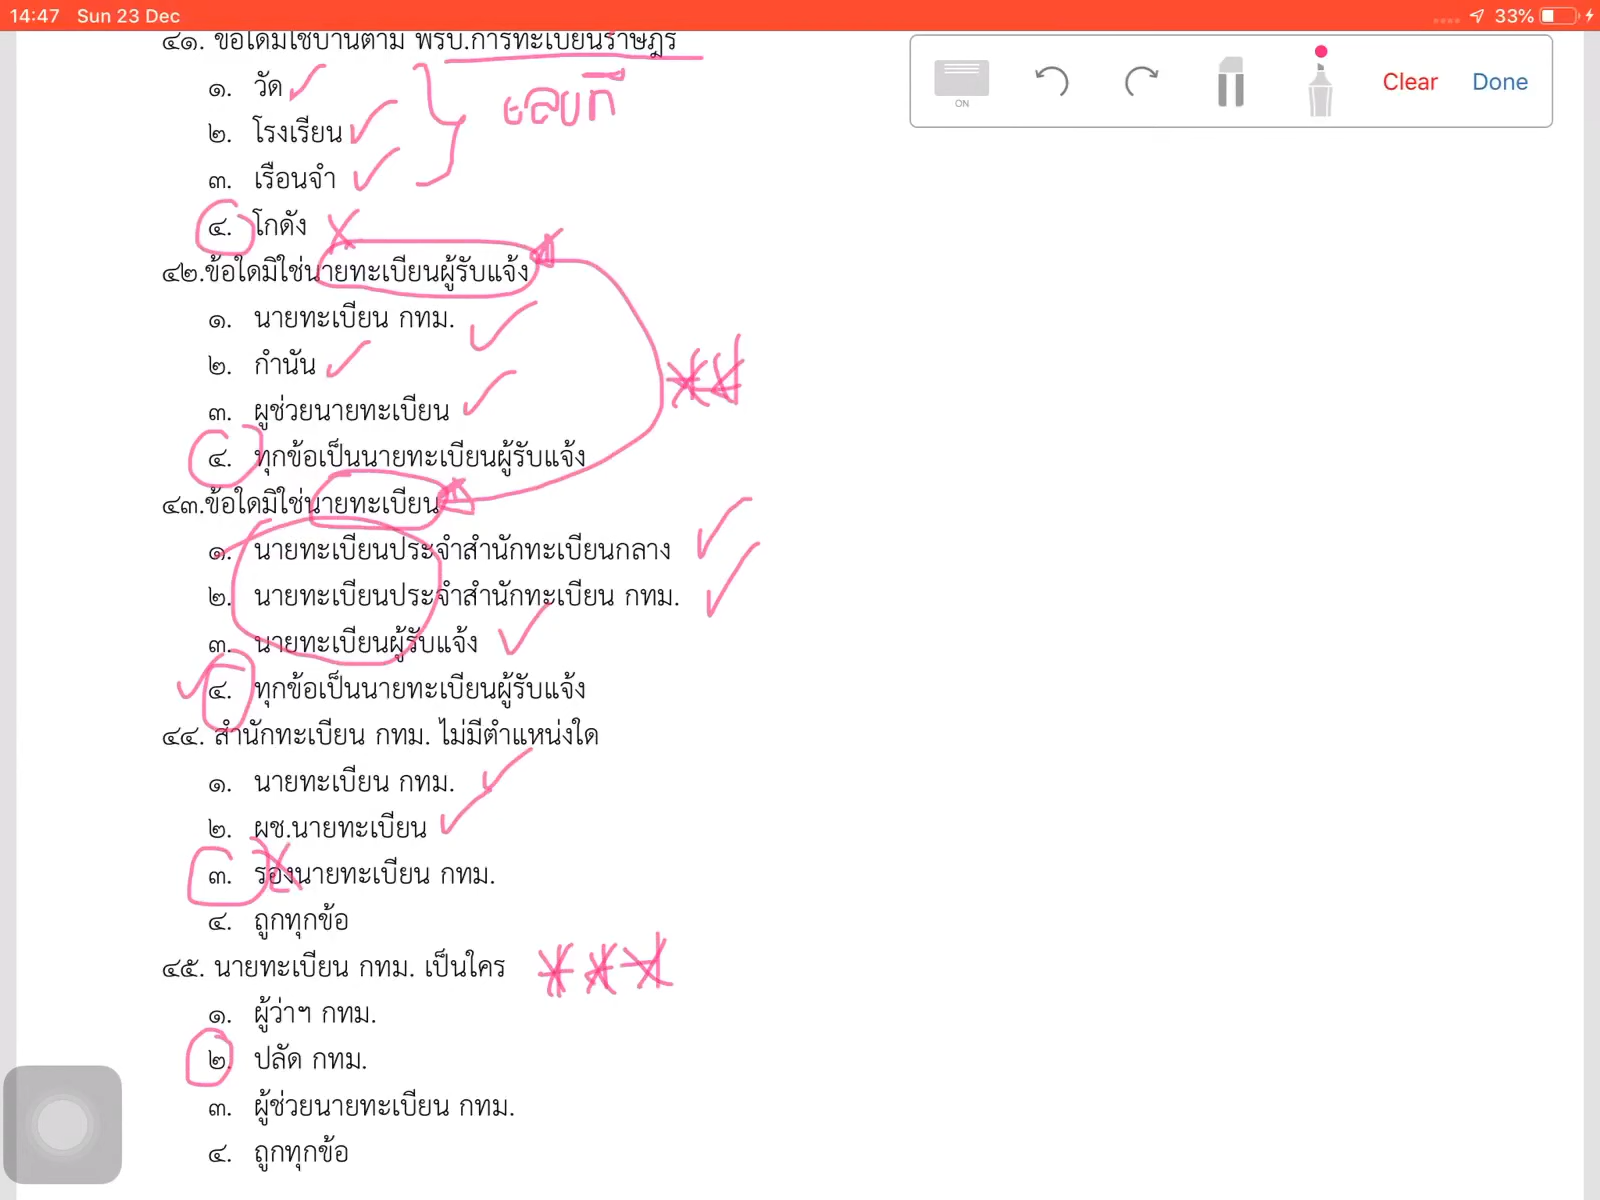 14:47 Sun 23 Dec
33%
ON
Clear Done
๔๑. ข้อใดมิใช่บ้านตาม พรบ.การทะเบียนราษฎร
๑. วัด
เลขที่
๒. โรงเรียน
๓. เรือนจำ
๔. โกดัง
๔๒.ข้อใดมิใช่นายทะเบียนผู้รับแจ้ง
๑. นายทะเบียน กทม.
๒. กำนัน
๓. ผูช่วยนายทะเบียน
๔. ทุกข้อเป็นนายทะเบียนผู้รับแจ้ง
๔๓.ข้อใดมิใช่นายทะเบียน
๑. นายทะเบียนประจำสำนักทะเบียนกลาง
๒. นายทะเบียนประจำสำนักทะเบียน กทม.
๓. นายทะเบียนผู้รับแจ้ง
๔. ทุกข้อเป็นนายทะเบียนผู้รับแจ้ง
๔๔. สำนักทะเบียน กทม. ไม่มีตำแหน่งใด
๑. นายทะเบียน กทม.
๒. ผช.นายทะเบียน
๓. รองนายทะเบียน กทม.
๔. ถูกทุกข้อ
๔๕. นายทะเบียน กทม. เป็นใคร
๑. ผู้ว่าฯ กทม.
๒. ปลัด กทม.
๓. ผู้ช่วยนายทะเบียน กทม.
๔. ถูกทุกข้อ